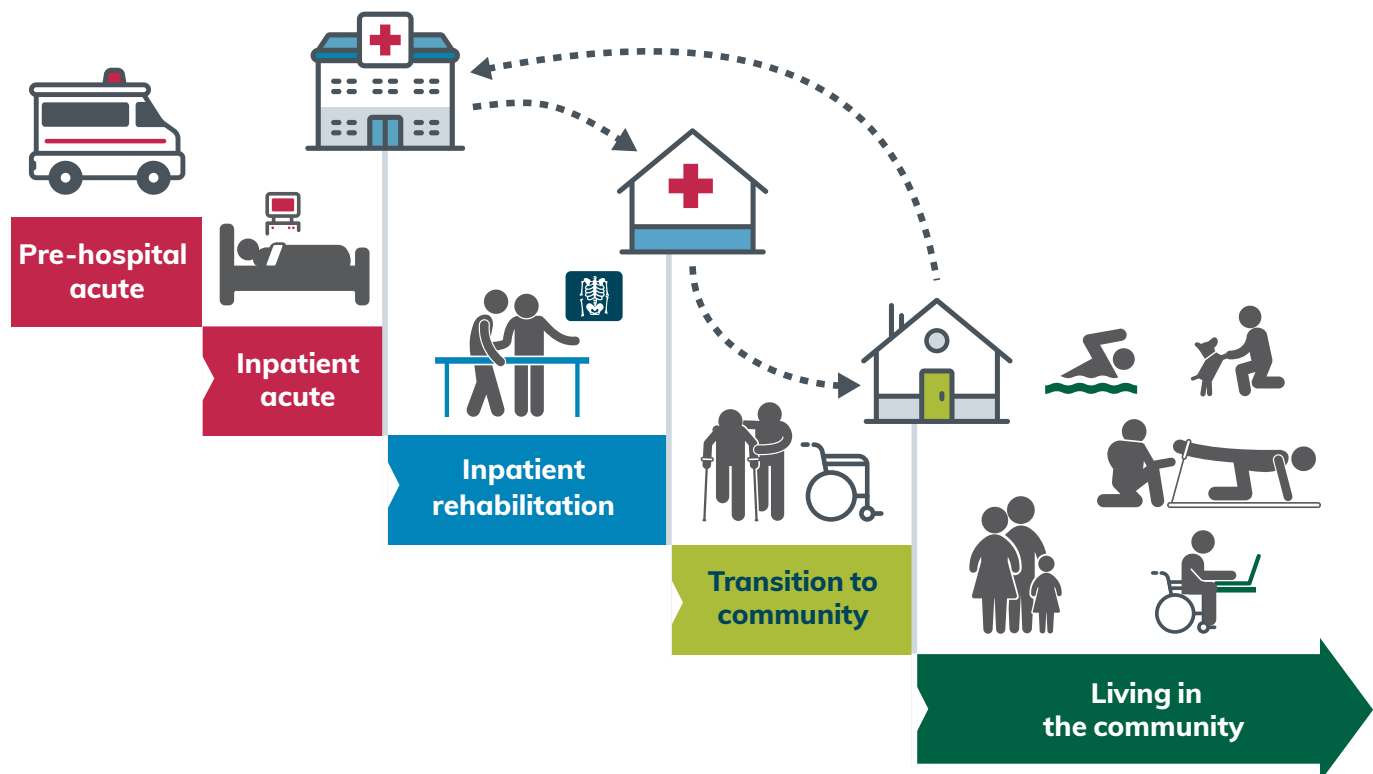 Pre-hospital
acute
Inpatient
acute
Inpatient
rehabilitation
Transition to
community
Living in
the community